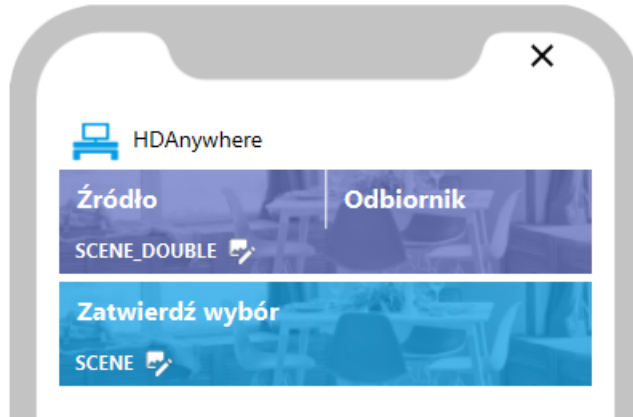 HDAnywhere
Źródło Odbiornik
SCENE_DOUBLE
Zatwierdź wybór
SCENE